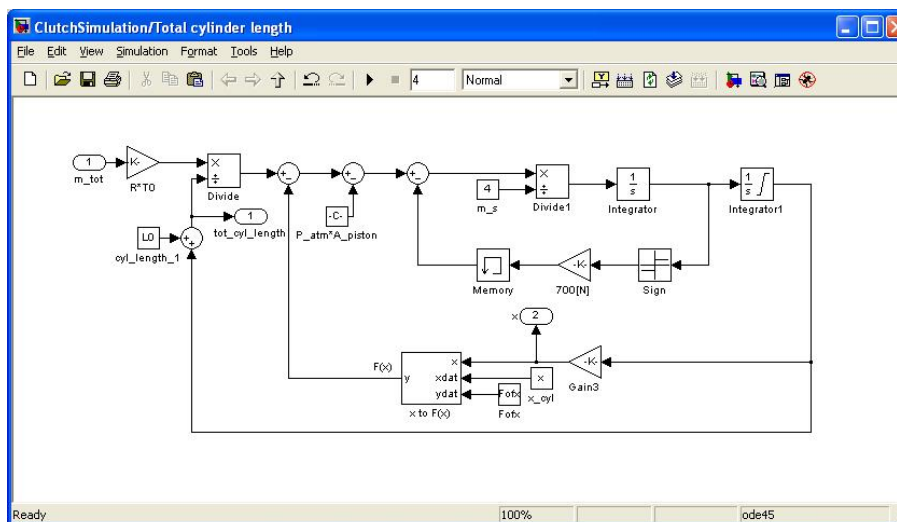 ClutchSimulation/Total cylinder length
File Edit View Simulation Format Tools Help
4 Normal
1
m_tot
K-
R*T0
×
÷
Divide
+
-
+
-
+
-
-C-
P_atm*A_piston
4
m_s
×
÷
Divide1
1
s
Integrator
1
s
Integrator1
1
tot_cyl_length
L0
cyl_length_1
+
+
Memory
-K-
700[N]
Sign
x 2
F(x)
y
x
xdat
ydat
x to F(x)
x
x_cyl
Fofx
Fofx
-K-
Gain3
Ready 100% ode45